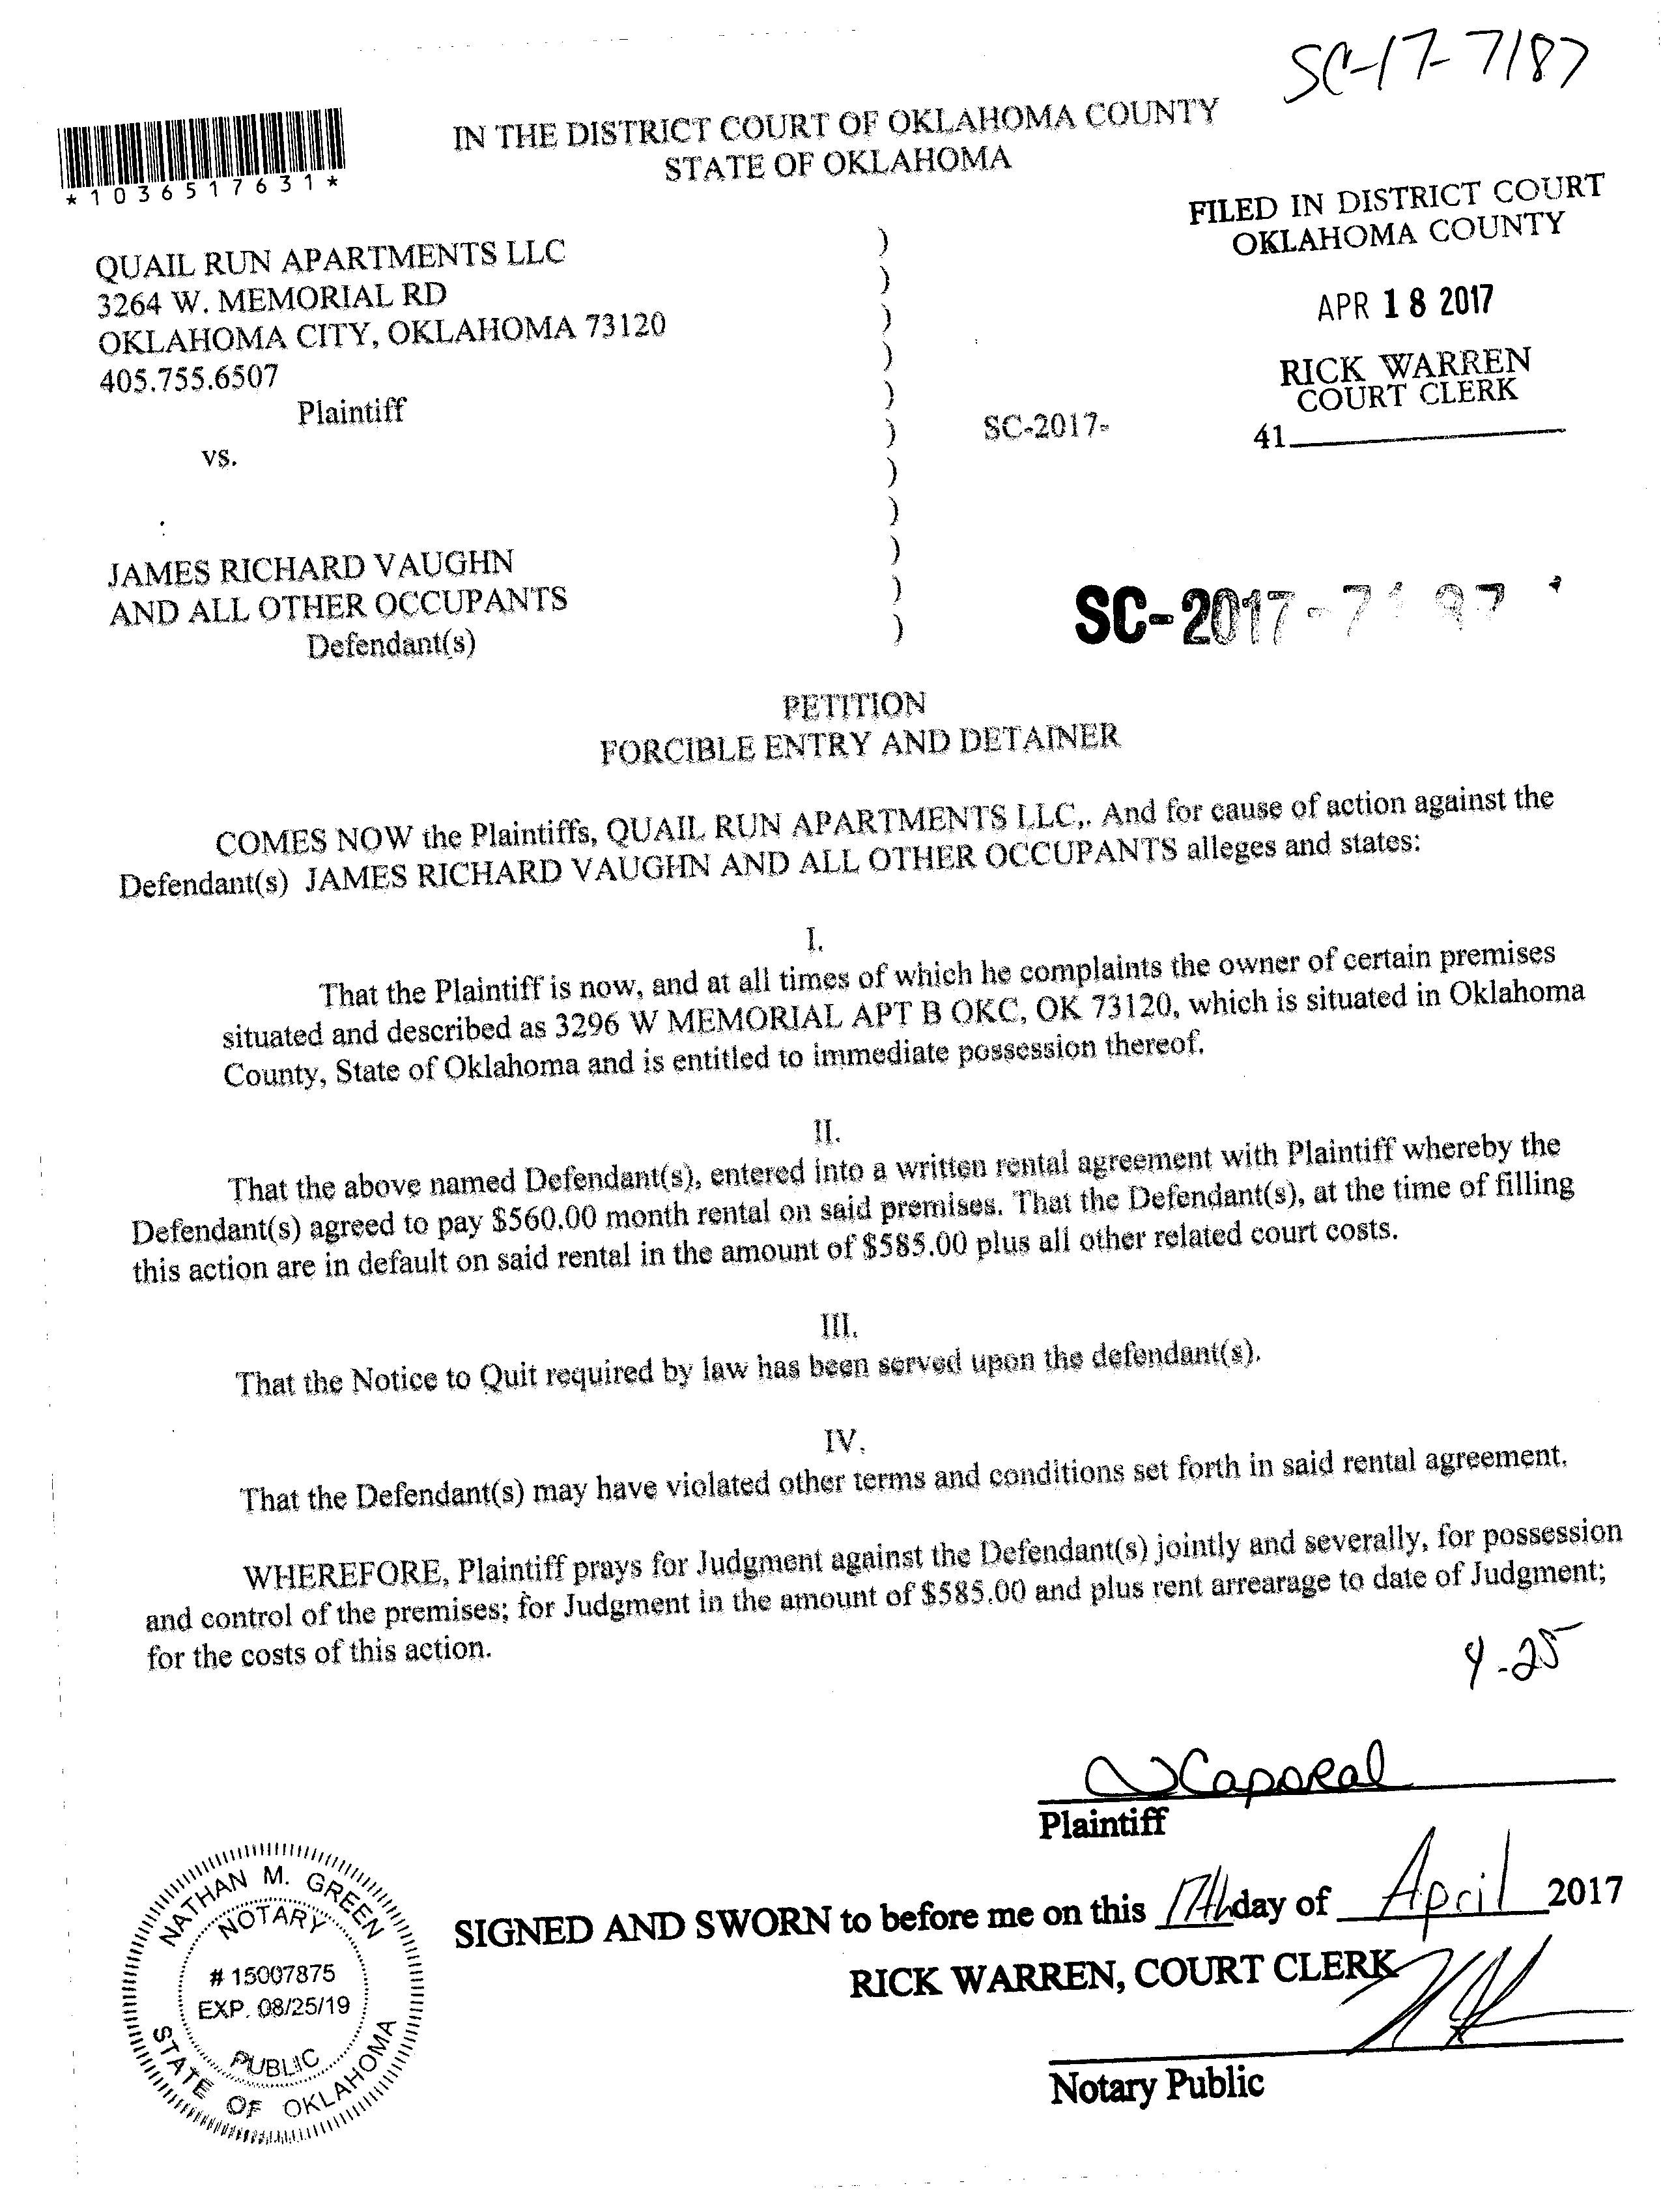 SC-17-7187
*1036517631*
IN THE DISTRICT COURT OF OKLAHOMA COUNTY
STATE OF OKLAHOMA
FILED IN DISTRICT COURT
OKLAHOMA COUNTY
APR 18 2017
RICK WARREN
COURT CLERK
41
QUAIL RUN APARTMENTS LLC
3264 W. MEMORIAL RD
OKLAHOMA CITY, OKLAHOMA 73120
405.755.6507
Plaintiff
vs.
SC-2017-
:
JAMES RICHARD VAUGHN
AND ALL OTHER OCCUPANTS
Defendant(s)
)
)
)
)
)
)
)
)
)
)
)
SC-2017-7187
PETITION
FORCIBLE ENTRY AND DETAINER
COMES NOW the Plaintiffs, QUAIL RUN APARTMENTS LLC,. And for cause of action against the
Defendant(s) JAMES RICHARD VAUGHN AND ALL OTHER OCCUPANTS alleges and states:
I.
That the Plaintiff is now, and at all times of which he complaints the owner of certain premises
situated and described as 3296 W MEMORIAL APT B OKC, OK 73120, which is situated in Oklahoma
County, State of Oklahoma and is entitled to immediate possession thereof.
II.
That the above named Defendant(s), entered into a written rental agreement with Plaintiff whereby the
Defendant(s) agreed to pay $560.00 month rental on said premises. That the Defendant(s), at the time of filling
this action are in default on said rental in the amount of $585.00 plus all other related court costs.
III.
That the Notice to Quit required by law has been served upon the defendant(s).
IV.
That the Defendant(s) may have violated other terms and conditions set forth in said rental agreement.
WHEREFORE, Plaintiff prays for Judgment against the Defendant(s) jointly and severally, for possession
and control of the premises; for Judgment in the amount of $585.00 and plus rent arrearage to date of Judgment;
for the costs of this action.
4-25
Caporal
Plaintiff
SIGNED AND SWORN to before me on this 17th day of April 2017
RICK WARREN, COURT CLERK
Notary Public
NATHAN M. GREEN
NOTARY
# 15007875
EXP. 08/25/19
PUBLIC
STATE OF OKLAHOMA